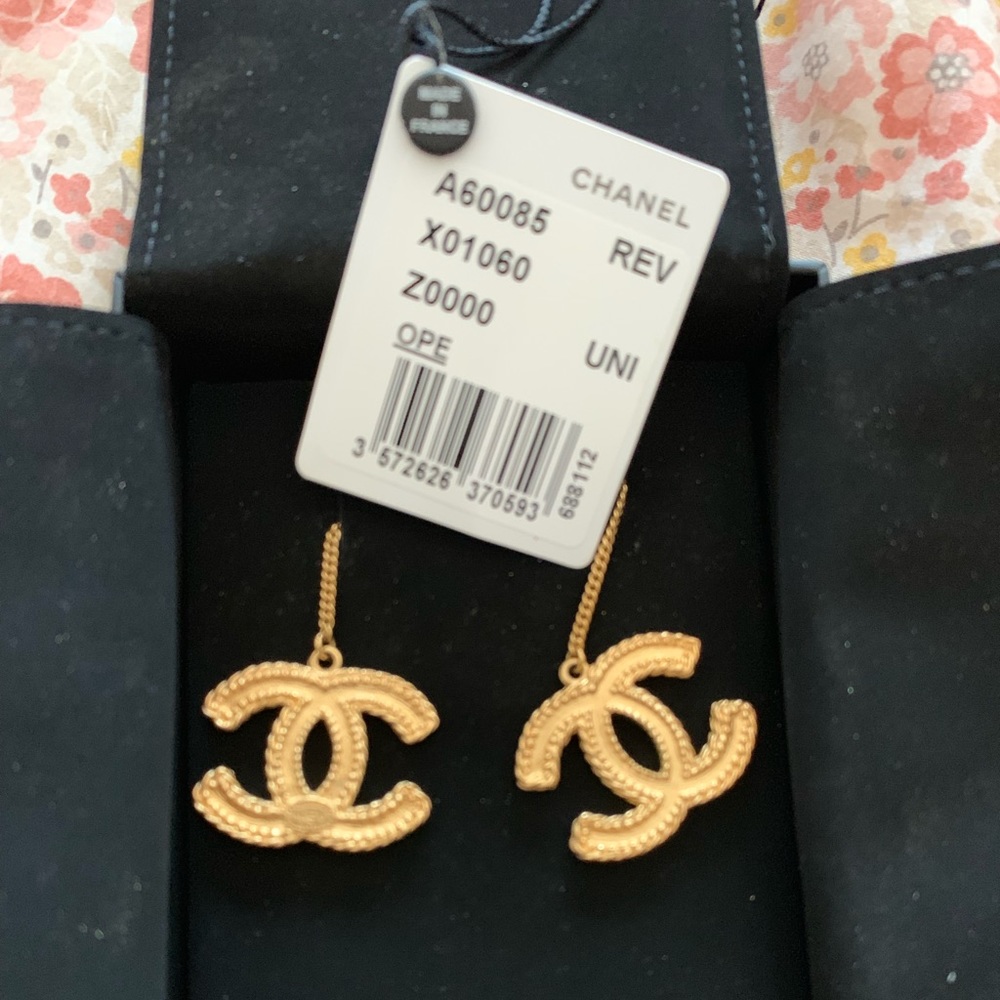 MADE
IN
FRANCE
CHANEL
A60085 REV
X01060
Z0000
OPE UNI
3 572626 370593
688112